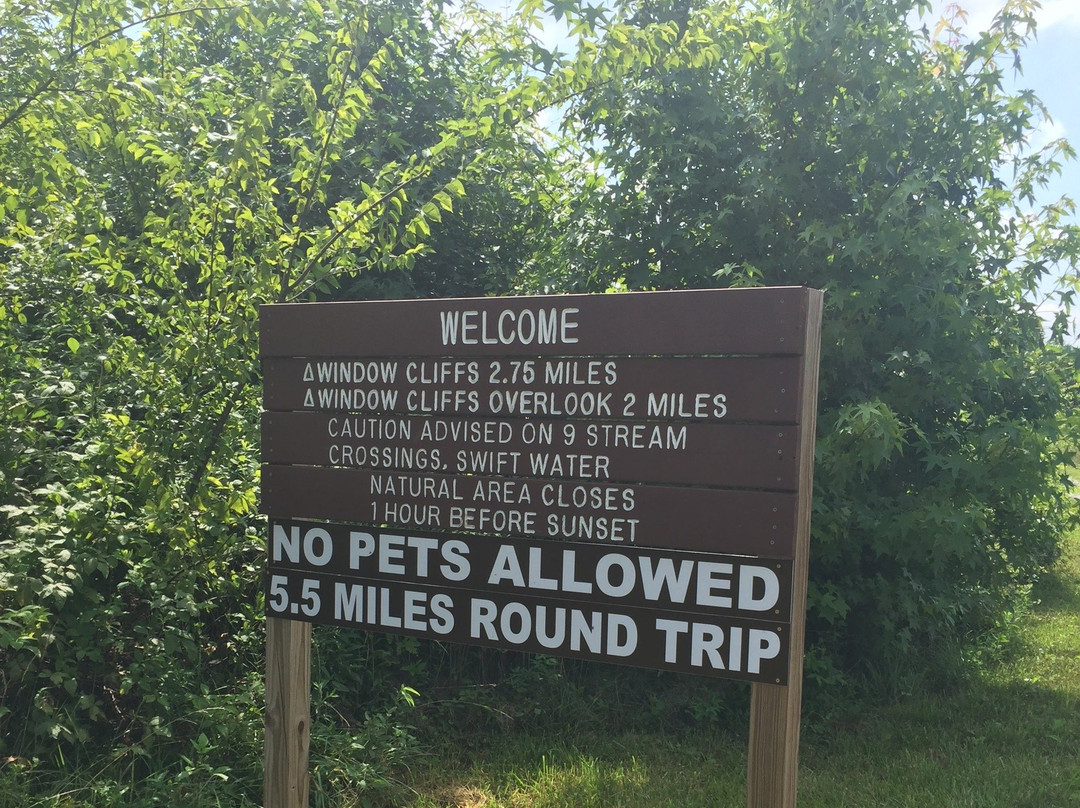 WELCOME
∆WINDOW CLIFFS 2.75 MILES
∆WINDOW CLIFFS OVERLOOK 2 MILES
CAUTION ADVISED ON 9 STREAM
CROSSINGS, SWIFT WATER
NATURAL AREA CLOSES
1 HOUR BEFORE SUNSET
NO PETS ALLOWED
5.5 MILES ROUND TRIP